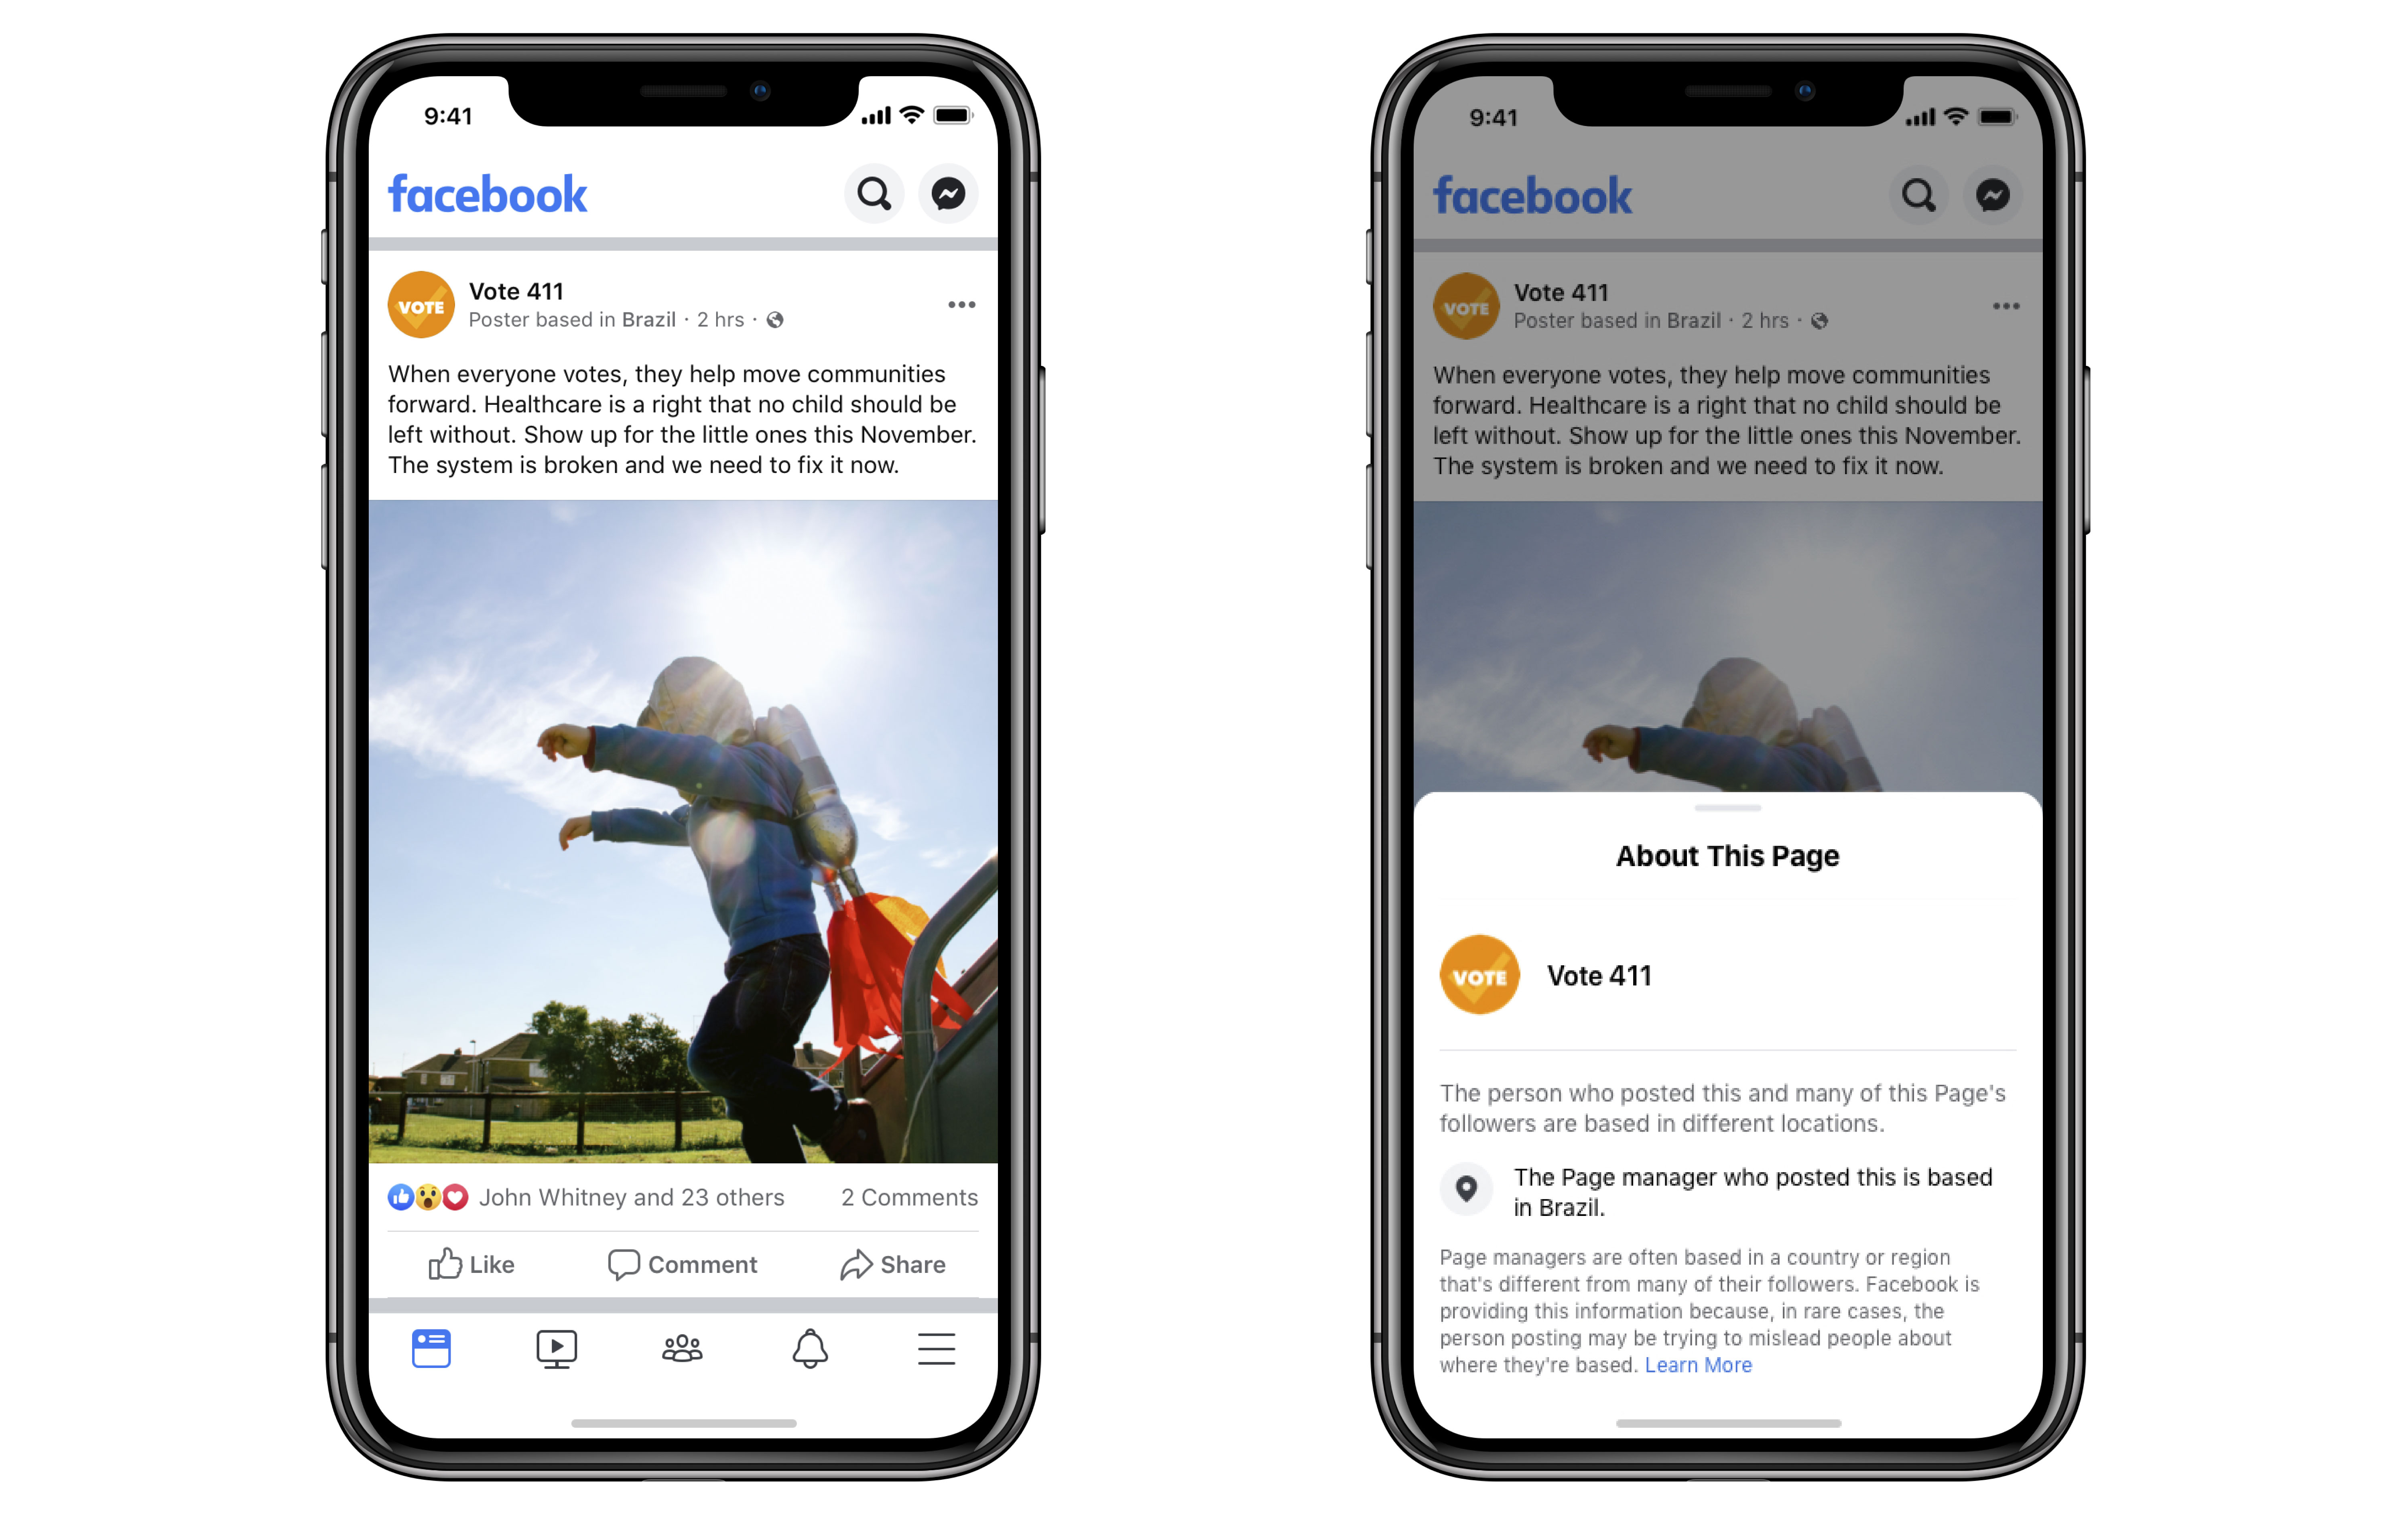 9:41
facebook
VOTE
Vote 411
Poster based in Brazil · 2 hrs ·
When everyone votes, they help move communities
forward. Healthcare is a right that no child should be
left without. Show up for the little ones this November.
The system is broken and we need to fix it now.
John Whitney and 23 others 2 Comments
Like Comment Share
9:41
facebook
VOTE
Vote 411
Poster based in Brazil · 2 hrs ·
When everyone votes, they help move communities
forward. Healthcare is a right that no child should be
left without. Show up for the little ones this November.
The system is broken and we need to fix it now.
About This Page
VOTE
Vote 411
The person who posted this and many of this Page's
followers are based in different locations.
The Page manager who posted this is based
in Brazil.
Page managers are often based in a country or region
that's different from many of their followers. Facebook is
providing this information because, in rare cases, the
person posting may be trying to mislead people about
where they're based. Learn More